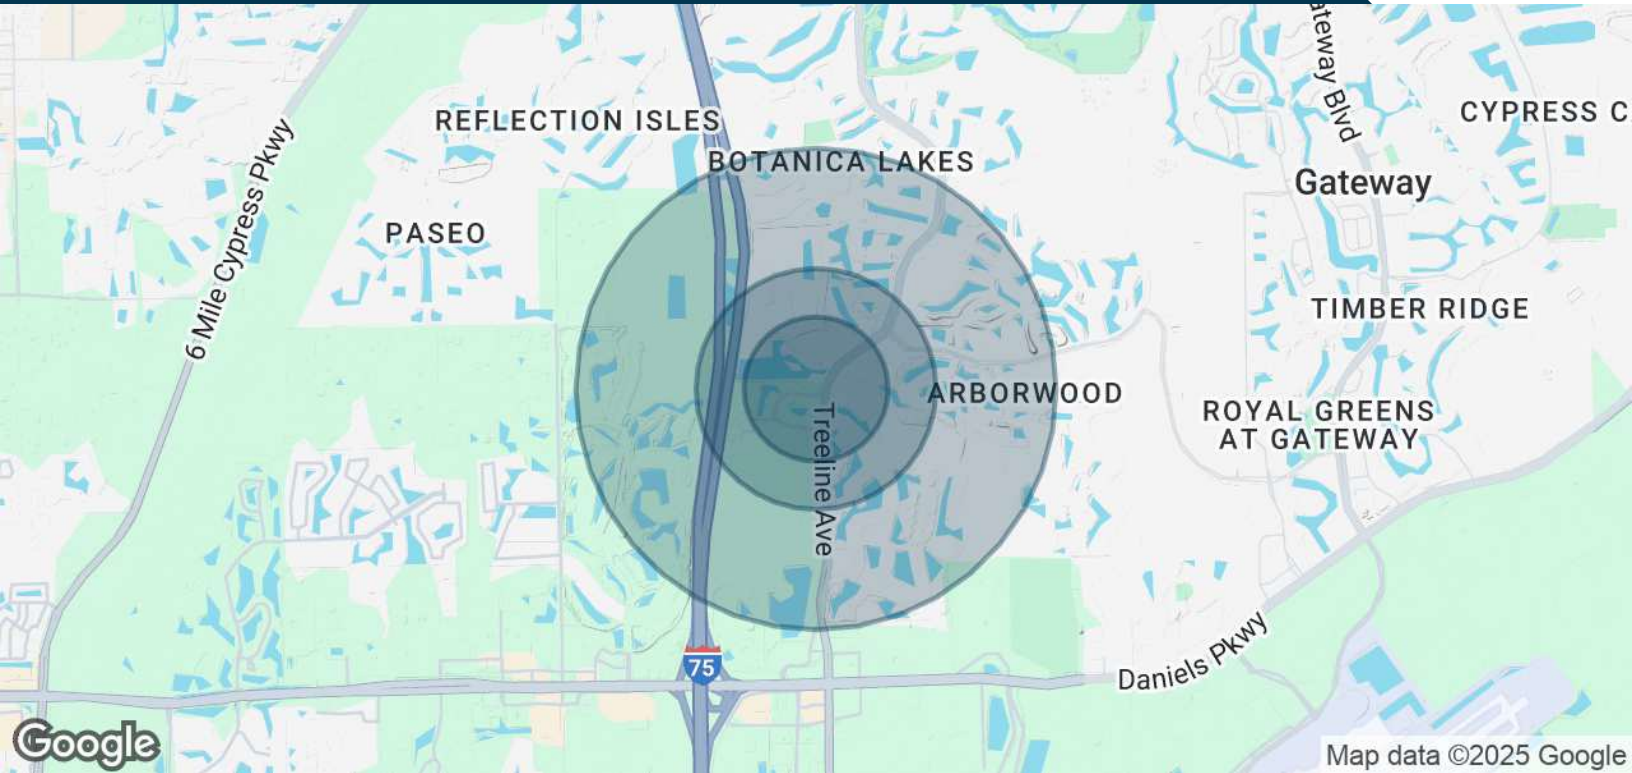 ateway Blvd
REFLECTION ISLES
CYPRESS C
BOTANICA LAKES
Gateway
PASEO
6 Mile Cypress Pkwy
TIMBER RIDGE
ARBORWOOD
ROYAL GREENS
AT GATEWAY
Treeline Ave
75
Daniels Pkwy
Google
Map data ©2025 Google